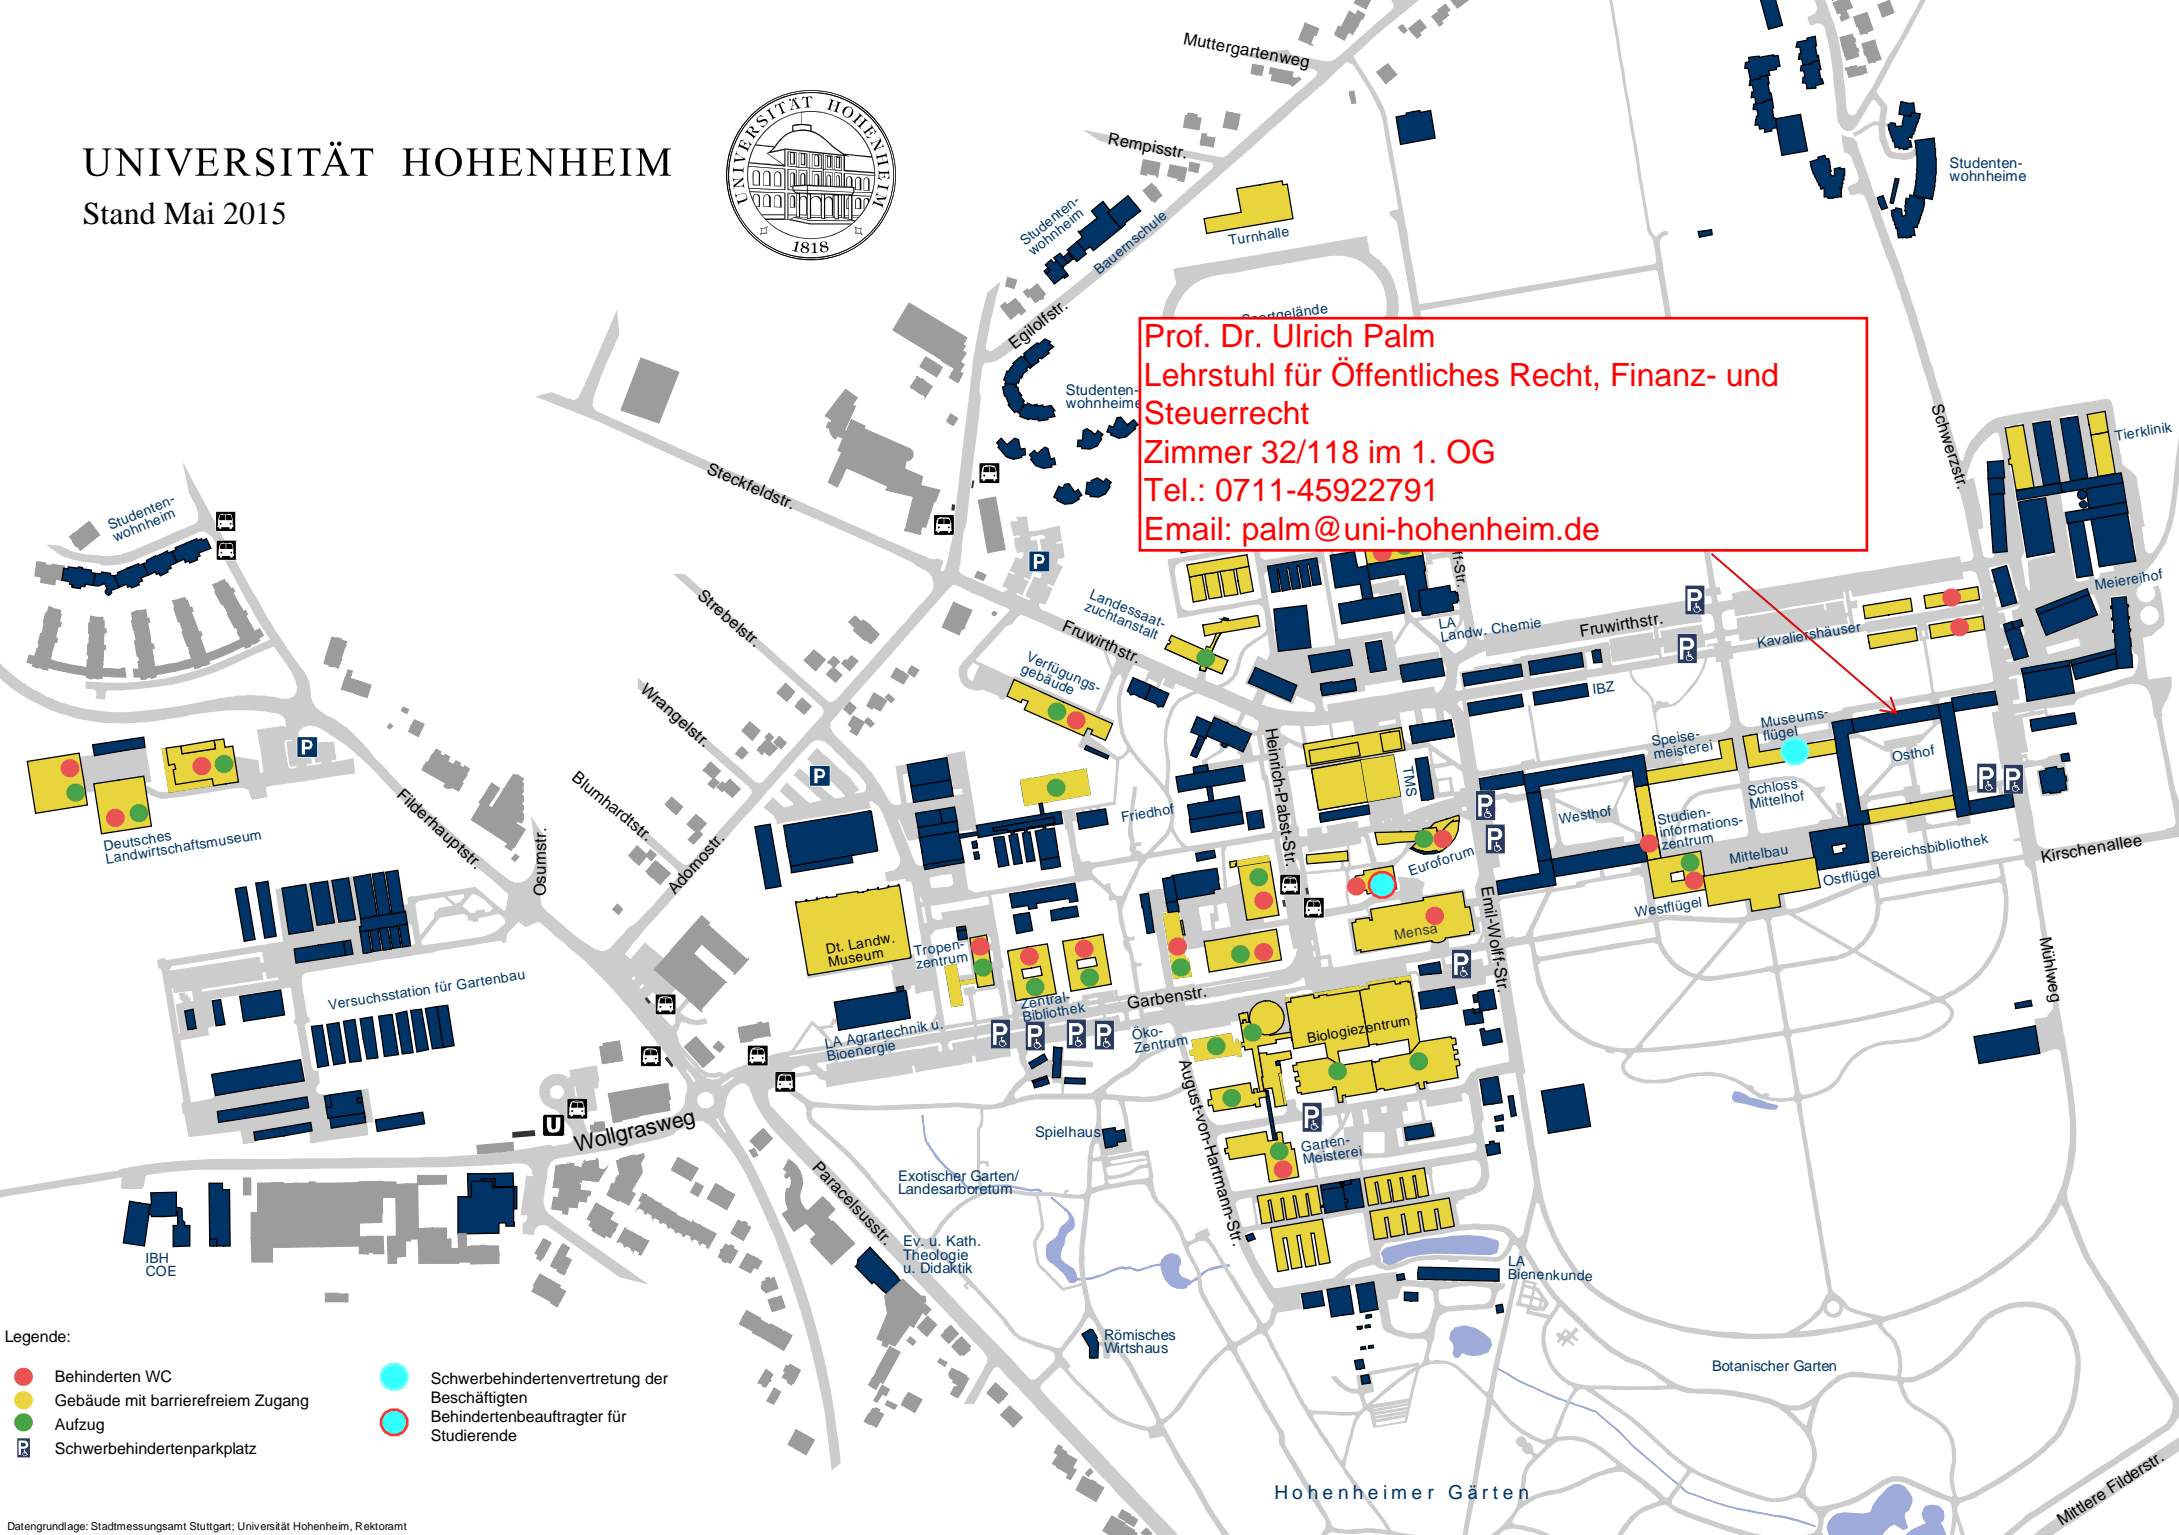 UNIVERSITÄT HOHENHEIM
Stand Mai 2015
UNIVERSITÄT HOHENHEIM
1818
Muttergartenweg
Rempisstr.
Studenten-
wohnheim
Bauernschule
Turnhalle
Studenten-
wohnheime
Egilolfstr.
Sportgelände
Prof. Dr. Ulrich Palm
Lehrstuhl für Öffentliches Recht, Finanz- und
Steuerrecht
Zimmer 32/118 im 1. OG
Tel.: 0711-45922791
Email: palm@uni-hohenheim.de
Studenten-
wohnheime
Steckfeldstr.
Schwerzstr.
Tierklinik
Studenten-
wohnheim
P
Strebelstr.
Landessaat-
zuchtanstalt
Fruwirthstr.
ff-Str.
LA
Landw. Chemie
Fruwirthstr.
P
P
Kavaliershäuser
Meiereihof
Verfügungs-
gebäude
Wrangelstr.
IBZ
Heinrich-Pabst-Str.
Speise-
meisterei
Museums-
flügel
Osthof
P
P
P
TMS
Schloss
Mittelhof
P
P
Blumhardtstr.
Filderhauptstr.
Deutsches
Landwirtschaftsmuseum
Friedhof
P
P
Westhof
Studien-
informations-
zentrum
Mittelbau
Bereichsbibliothek
Kirschenallee
Osumstr.
Adornostr.
Euroforum
Ostflügel
Westflügel
Emil-Wolff-Str.
Mensa
Dt. Landw.
Museum
Tropen-
zentrum
P
Mühlweg
Versuchsstation für Gartenbau
Zentral-
Bibliothek
Garbenstr.
LA Agrartechnik u.
Bioenergie
P
P
P
P
Öko-
Zentrum
Biologiezentrum
August-von-Hartmann-Str.
P
U
Wollgrasweg
Spielhaus
Garten-
Meisterei
Exotischer Garten/
Landesarboretum
Paracelsusstr.
Ev. u. Kath.
Theologie
u. Didaktik
IBH
COE
LA
Bienenkunde
Römisches
Wirtshaus
Botanischer Garten
Legende:
Behinderten WC
Gebäude mit barrierefreiem Zugang
Aufzug
P
Schwerbehindertenparkplatz
Schwerbehindertenvertretung der
Beschäftigten
Behindertenbeauftragter für
Studierende
Hohenheimer Gärten
Mittlere Filderstr.
Datengrundlage: Stadtmessungsamt Stuttgart; Universität Hohenheim, Rektoramt